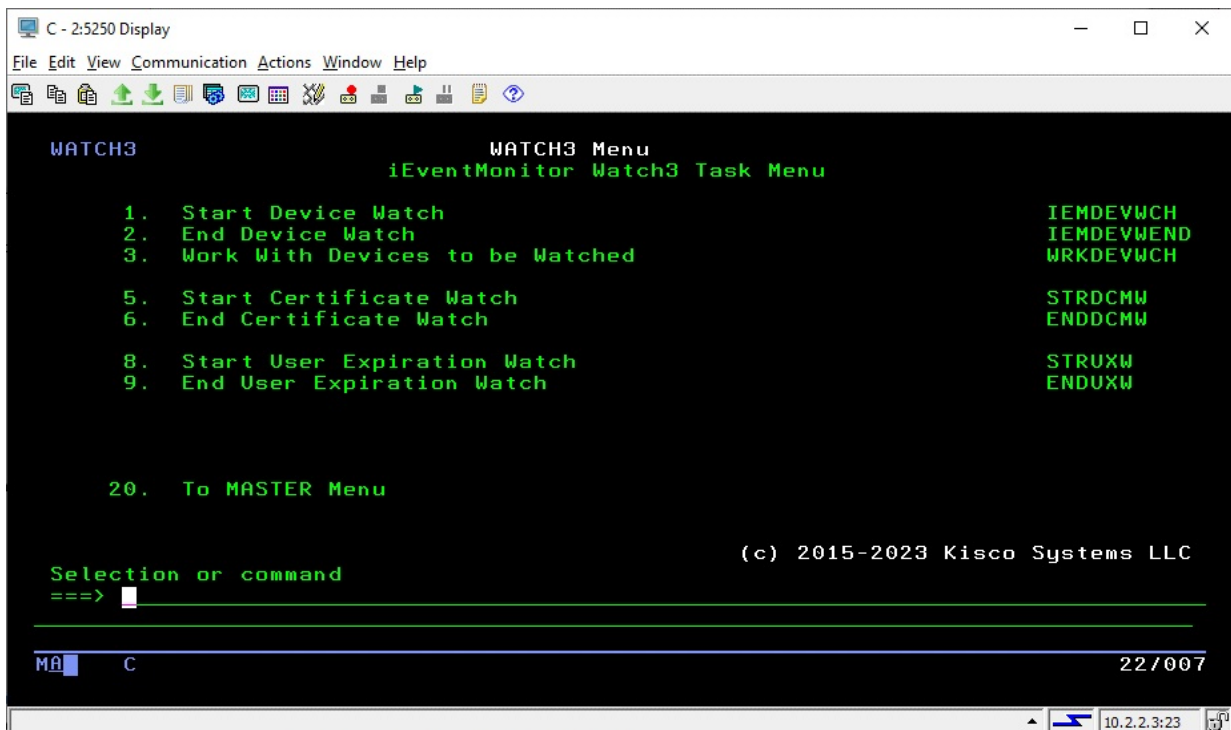 C - 2:5250 Display
File Edit View Communication Actions Window Help
WATCH3 WATCH3 Menu
iEventMonitor Watch3 Task Menu
1. Start Device Watch IEMDEVWCH
2. End Device Watch IEMDEVWEND
3. Work With Devices to be Watched WRKDEVWCH
5. Start Certificate Watch STRDCMW
6. End Certificate Watch ENDDCMW
8. Start User Expiration Watch STRUXW
9. End User Expiration Watch ENDUXW
20. To MASTER Menu
(c) 2015-2023 Kisco Systems LLC
Selection or command
===>
MA C 22/007
10.2.2.3:23